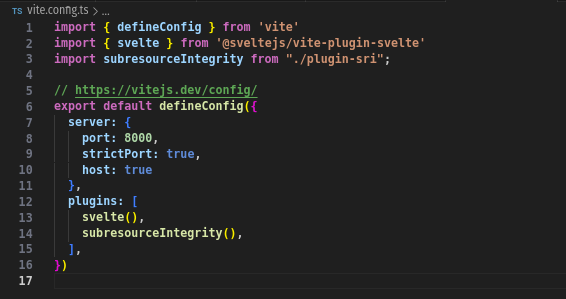 TS vite.config.ts > ...
1 import { defineConfig } from 'vite'
2 import { svelte } from '@sveltejs/vite-plugin-svelte'
3 import subresourceIntegrity from "./plugin-sri";
4
5 // https://vitejs.dev/config/
6 export default defineConfig({
7   server: {
8     port: 8000,
9     strictPort: true,
10     host: true
11   },
12   plugins: [
13     svelte(),
14     subresourceIntegrity(),
15   ],
16 })
17